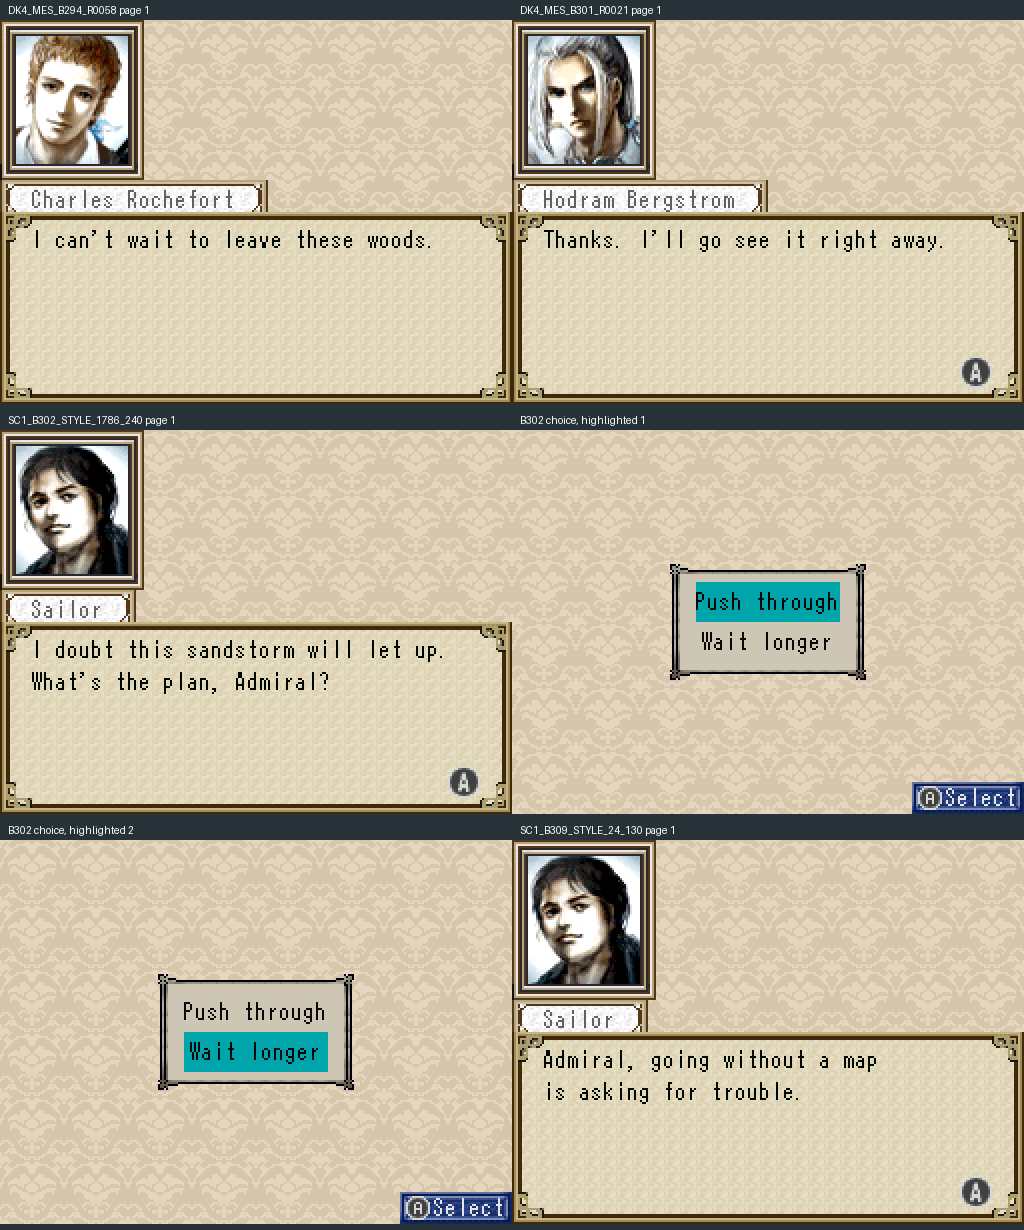 DK4_MES_B294_R0058 page 1
Charles Rochefort
I can't wait to leave these woods.
DK4_MES_B301_R0021 page 1
Hodram Bergstrom
Thanks. I'll go see it right away.
A
SC1_B302_STYLE_1786_240 page 1
Sailor
I doubt this sandstorm will let up.
What's the plan, Admiral?
A
B302 choice, highlighted 1
Push through
Wait longer
A Select
B302 choice, highlighted 2
Push through
Wait longer
A Select
SC1_B309_STYLE_24_130 page 1
Sailor
Admiral, going without a map
is asking for trouble.
A